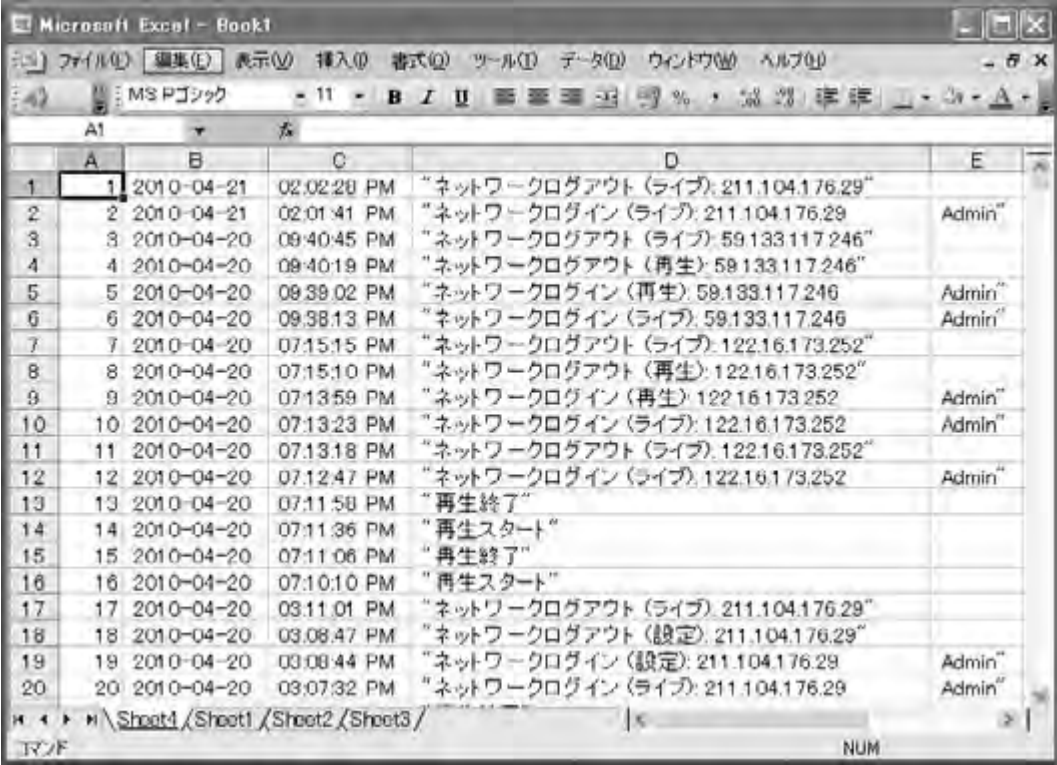 Microsoft Excel - Book1
ファイル(F) 編集(E) 表示(V) 挿入(I) 書式(O) ツール(T) データ(D) ウィンドウ(W) ヘルプ(H)
MS Pゴシック 11 B I U % ,
A1 fx
A B C D E
1 1 2010-04-21 02:02:28 PM "ネットワークログアウト (ライブ): 211.104.176.29"
2 2 2010-04-21 02:01:41 PM "ネットワークログイン (ライブ): 211.104.176.29 Admin"
3 3 2010-04-20 09:40:45 PM "ネットワークログアウト (ライブ): 59.133.117.246"
4 4 2010-04-20 09:40:19 PM "ネットワークログアウト (再生): 59.133.117.246"
5 5 2010-04-20 09:39:02 PM "ネットワークログイン (再生): 59.133.117.246 Admin"
6 6 2010-04-20 09:38:13 PM "ネットワークログイン (ライブ): 59.133.117.246 Admin"
7 7 2010-04-20 07:15:15 PM "ネットワークログアウト (ライブ): 122.16.173.252"
8 8 2010-04-20 07:15:10 PM "ネットワークログアウト (再生): 122.16.173.252"
9 9 2010-04-20 07:13:59 PM "ネットワークログイン (再生): 122.16.173.252 Admin"
10 10 2010-04-20 07:13:23 PM "ネットワークログイン (ライブ): 122.16.173.252 Admin"
11 11 2010-04-20 07:13:18 PM "ネットワークログアウト (ライブ): 122.16.173.252"
12 12 2010-04-20 07:12:47 PM "ネットワークログイン (ライブ): 122.16.173.252 Admin"
13 13 2010-04-20 07:11:58 PM "再生終了"
14 14 2010-04-20 07:11:36 PM "再生スタート"
15 15 2010-04-20 07:11:06 PM "再生終了"
16 16 2010-04-20 07:10:10 PM "再生スタート"
17 17 2010-04-20 03:11:01 PM "ネットワークログアウト (ライブ): 211.104.176.29"
18 18 2010-04-20 03:08:47 PM "ネットワークログアウト (設定): 211.104.176.29"
19 19 2010-04-20 03:08:44 PM "ネットワークログイン (設定): 211.104.176.29 Admin"
20 20 2010-04-20 03:07:32 PM "ネットワークログイン (ライブ): 211.104.176.29 Admin"
Sheet4 Sheet1 Sheet2 Sheet3
コマンド NUM